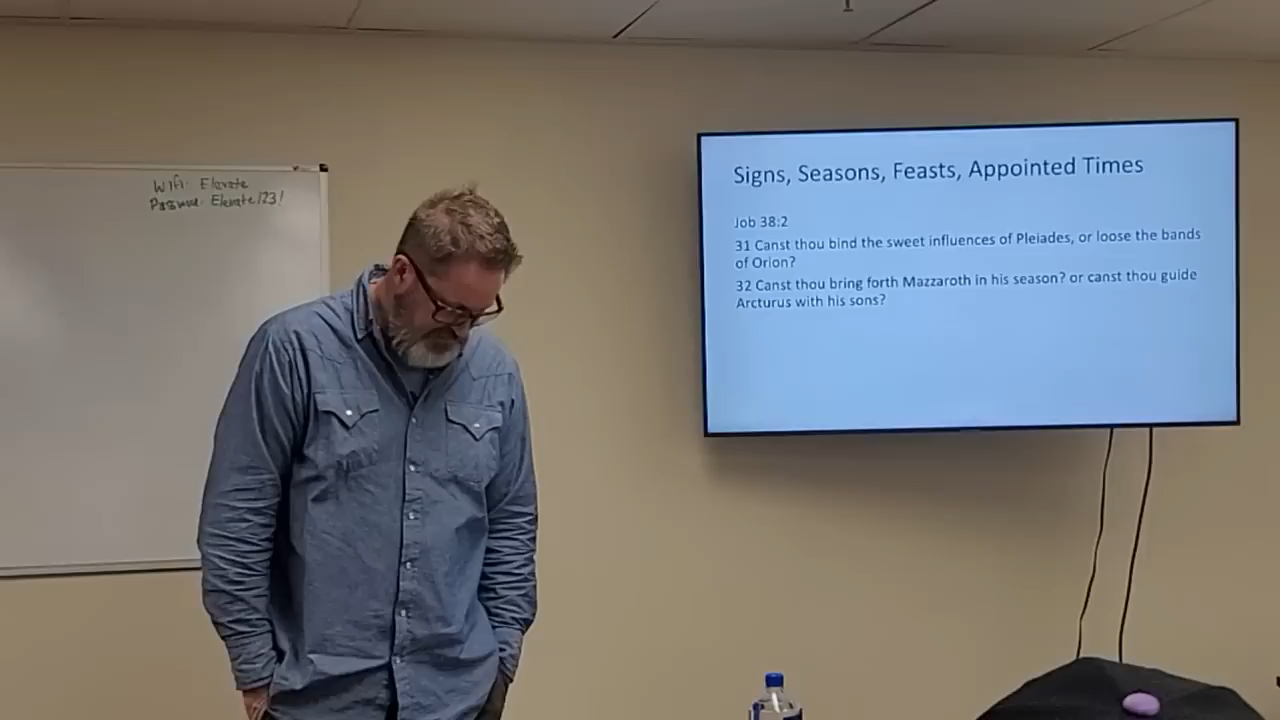 Wifi: Elevate
Elevate123!
Signs, Seasons, Feasts, Appointed Times
Job 38:2
31 Canst thou bind the sweet influences of Pleiades, or loose the bands
of Orion?
32 Canst thou bring forth Mazzaroth in his season? or canst thou guide
Arcturus with his sons?